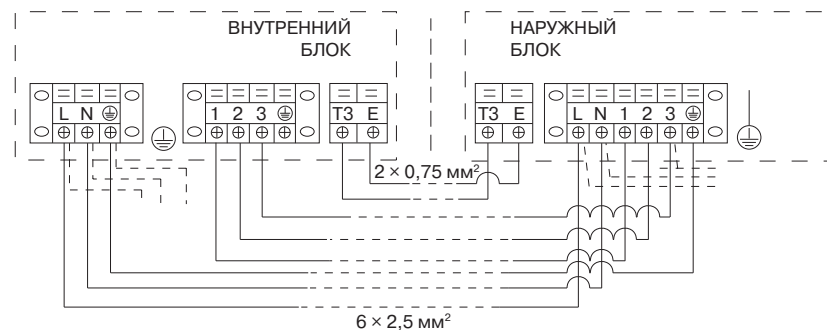 ВНУТРЕННИЙ
БЛОК
НАРУЖНЫЙ
БЛОК
L N
1 2 3
T3 E
T3 E
L N 1 2 3
2 × 0,75 мм²
6 × 2,5 мм²